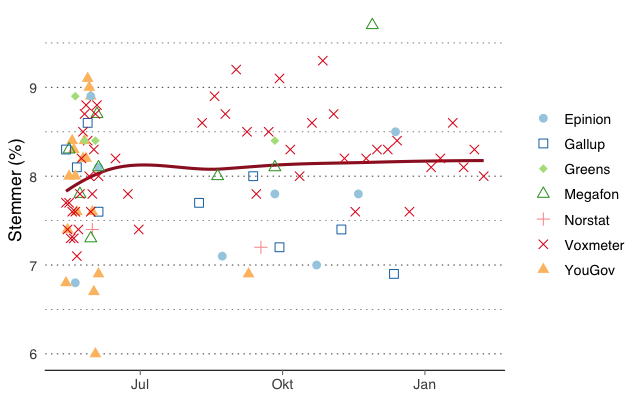 Stemmer (%)
9
8
7
6
Jul
Okt
Jan
Epinion
Gallup
Greens
Megafon
Norstat
Voxmeter
YouGov